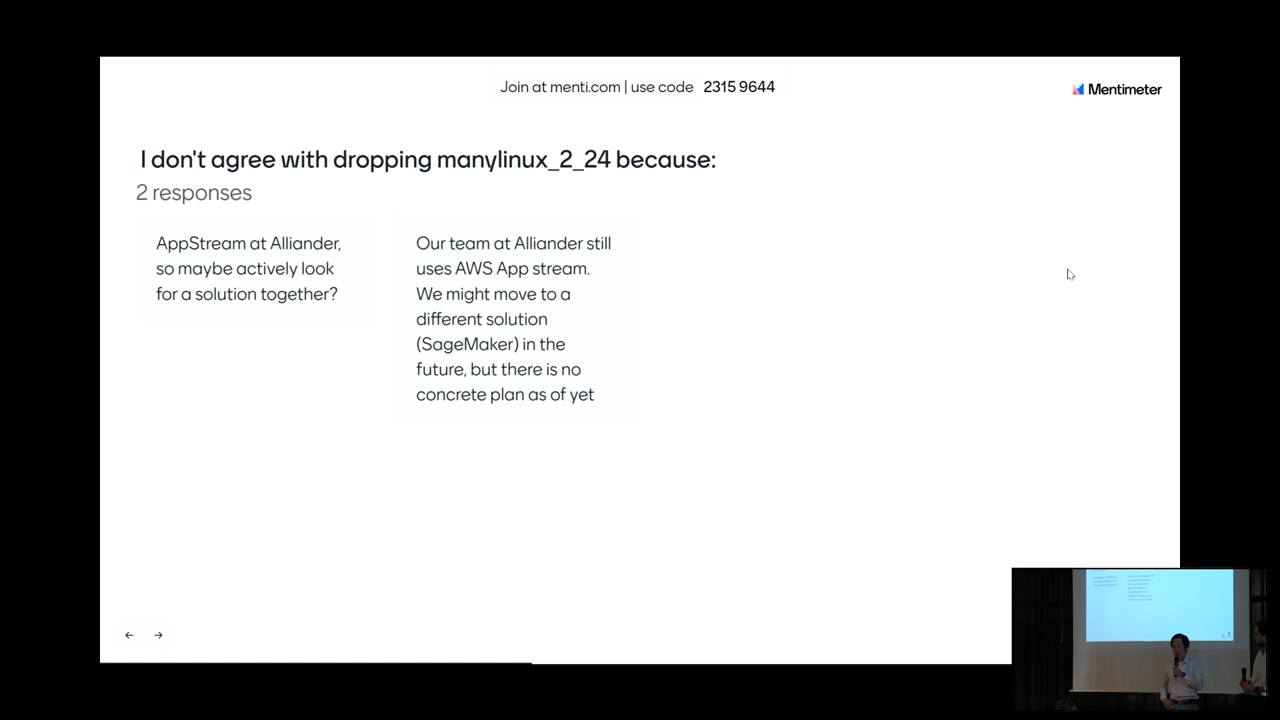 Join at menti.com | use code 2315 9644
Mentimeter
I don't agree with dropping manylinux_2_24 because:
2 responses
AppStream at Alliander,
so maybe actively look
for a solution together?
Our team at Alliander still
uses AWS App stream.
We might move to a
different solution
(SageMaker) in the
future, but there is no
concrete plan as of yet